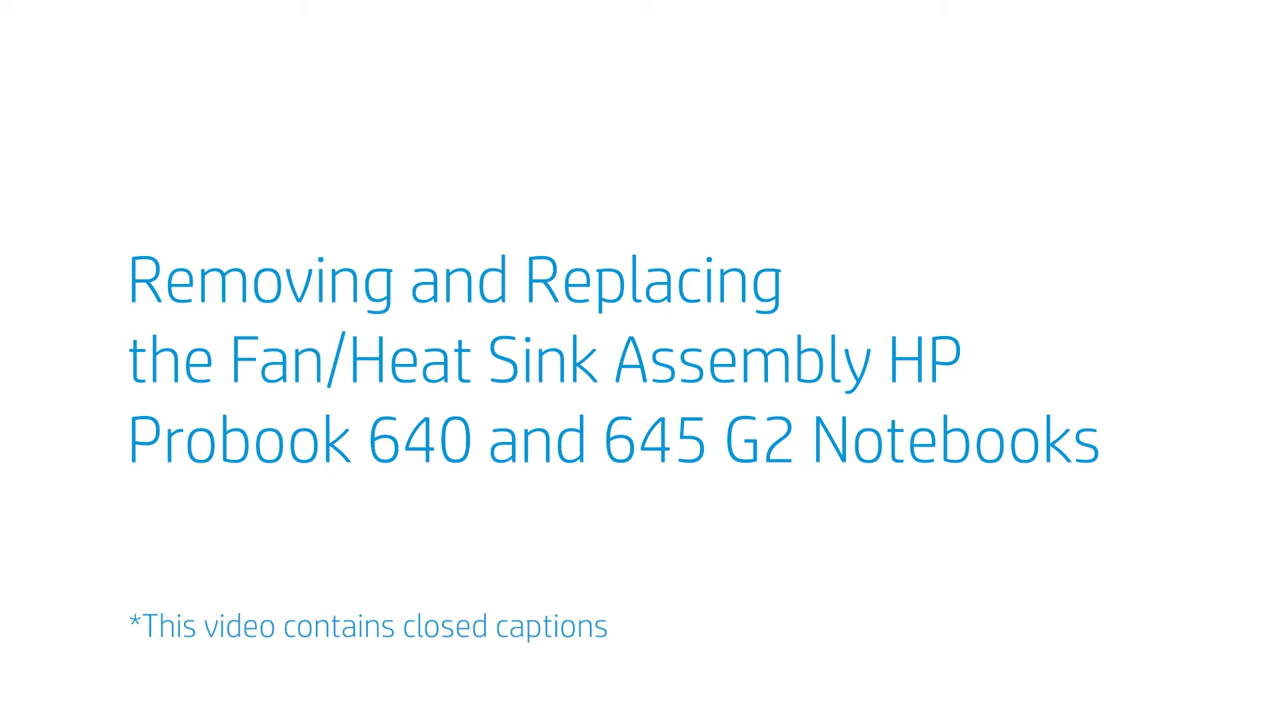 Removing and Replacing
the Fan/Heat Sink Assembly HP
Probook 640 and 645 G2 Notebooks
*This video contains closed captions